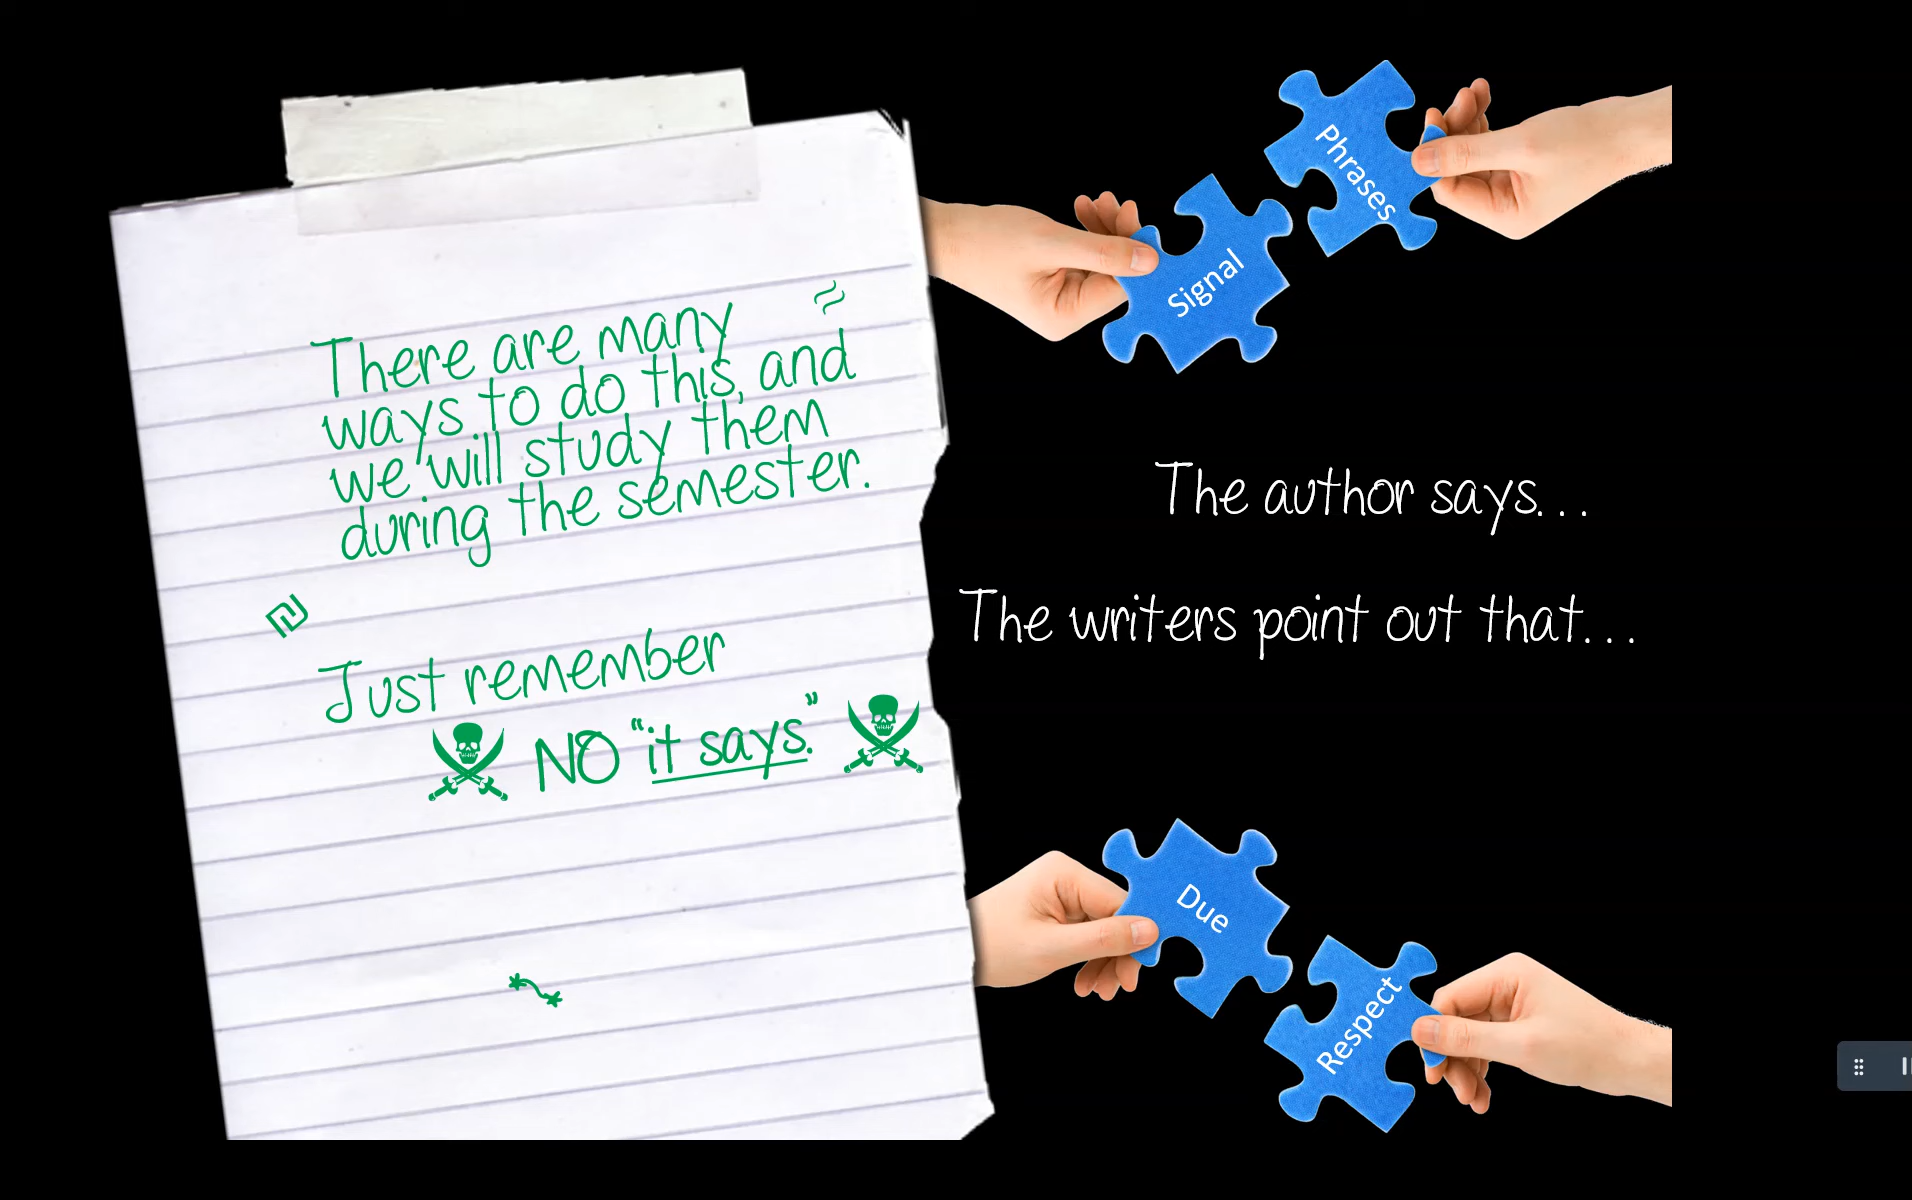 There are many
ways to do this, and
we will study them
during the semester.
Just remember
NO "it says."
Signal
Phrases
The author says...
The writers point out that...
Due
Respect